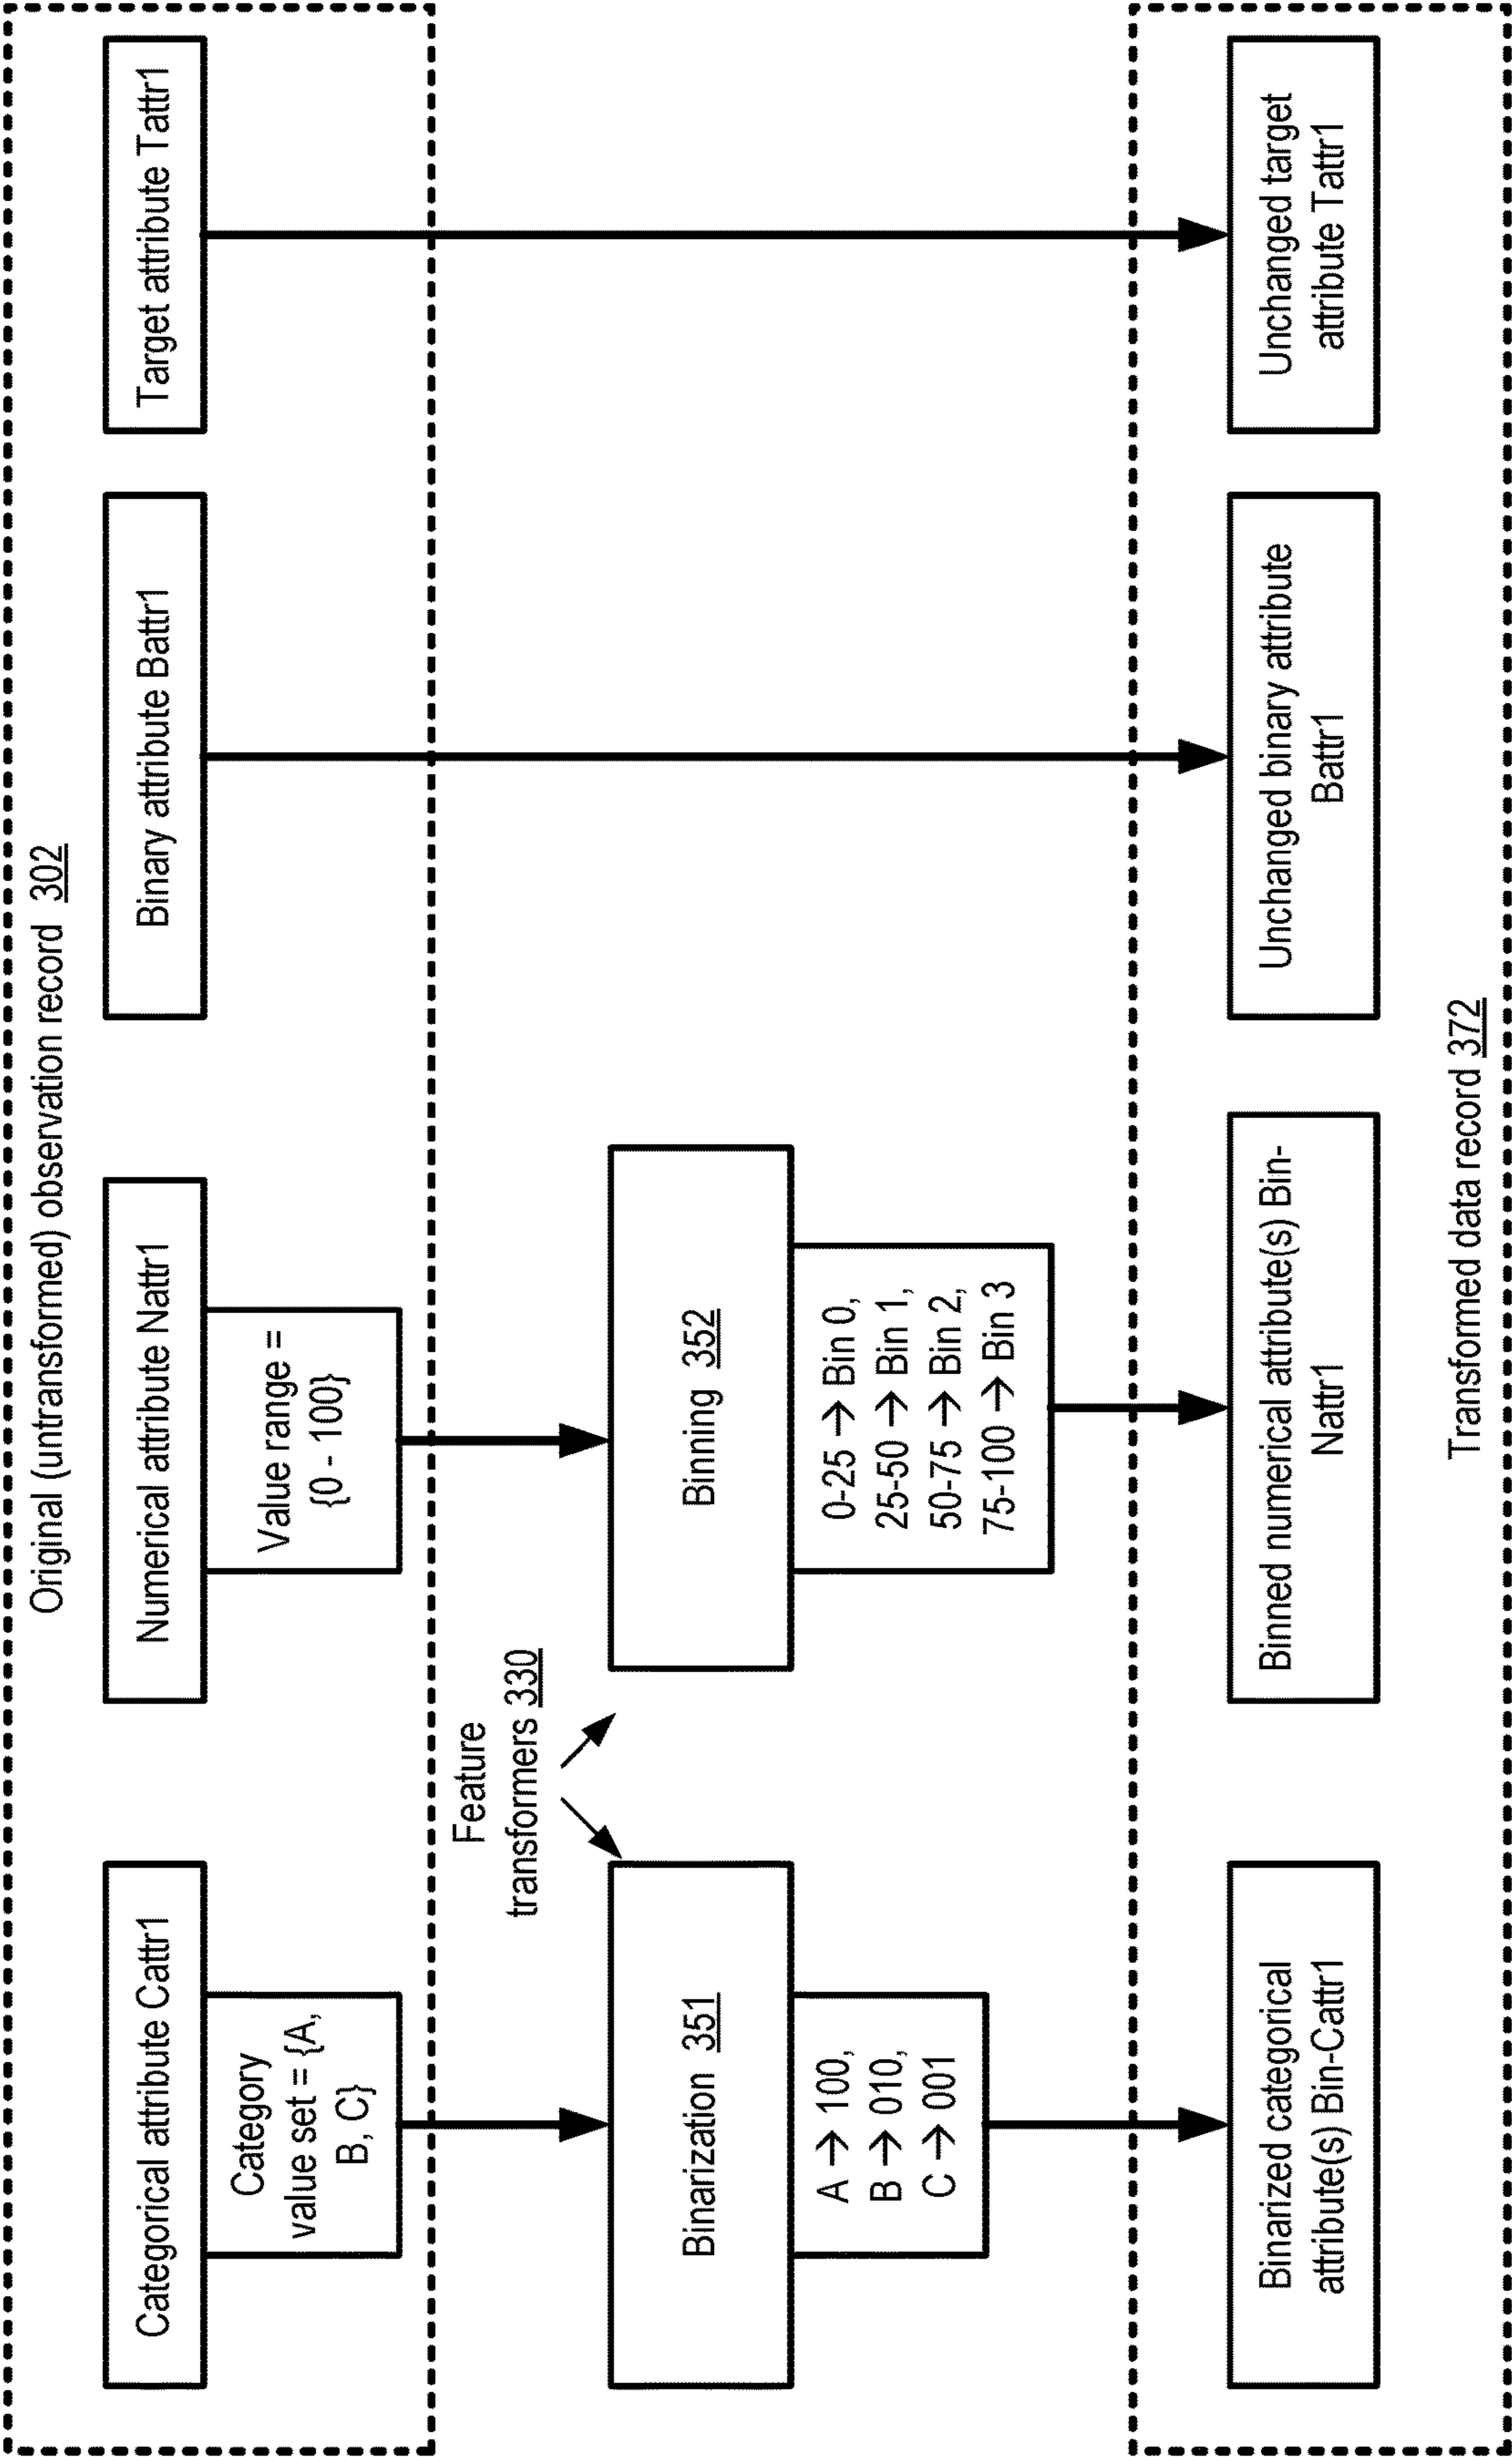 Original (untransformed) observation record 302
Categorical attribute Cattr1
Category
value set = {A,
B, C}
Numerical attribute Nattr1
Value range =
{0 - 100}
Binary attribute Battr1
Target attribute Tattr1
Feature
transformers 330
Binarization 351
A → 100,
B → 010,
C → 001
Binning 352
0-25 → Bin 0,
25-50 → Bin 1,
50-75 → Bin 2,
75-100 → Bin 3
Binarized categorical
attribute(s) Bin-Cattr1
Binned numerical attribute(s) Bin-
Nattr1
Unchanged binary attribute
Battr1
Unchanged target
attribute Tattr1
Transformed data record 372